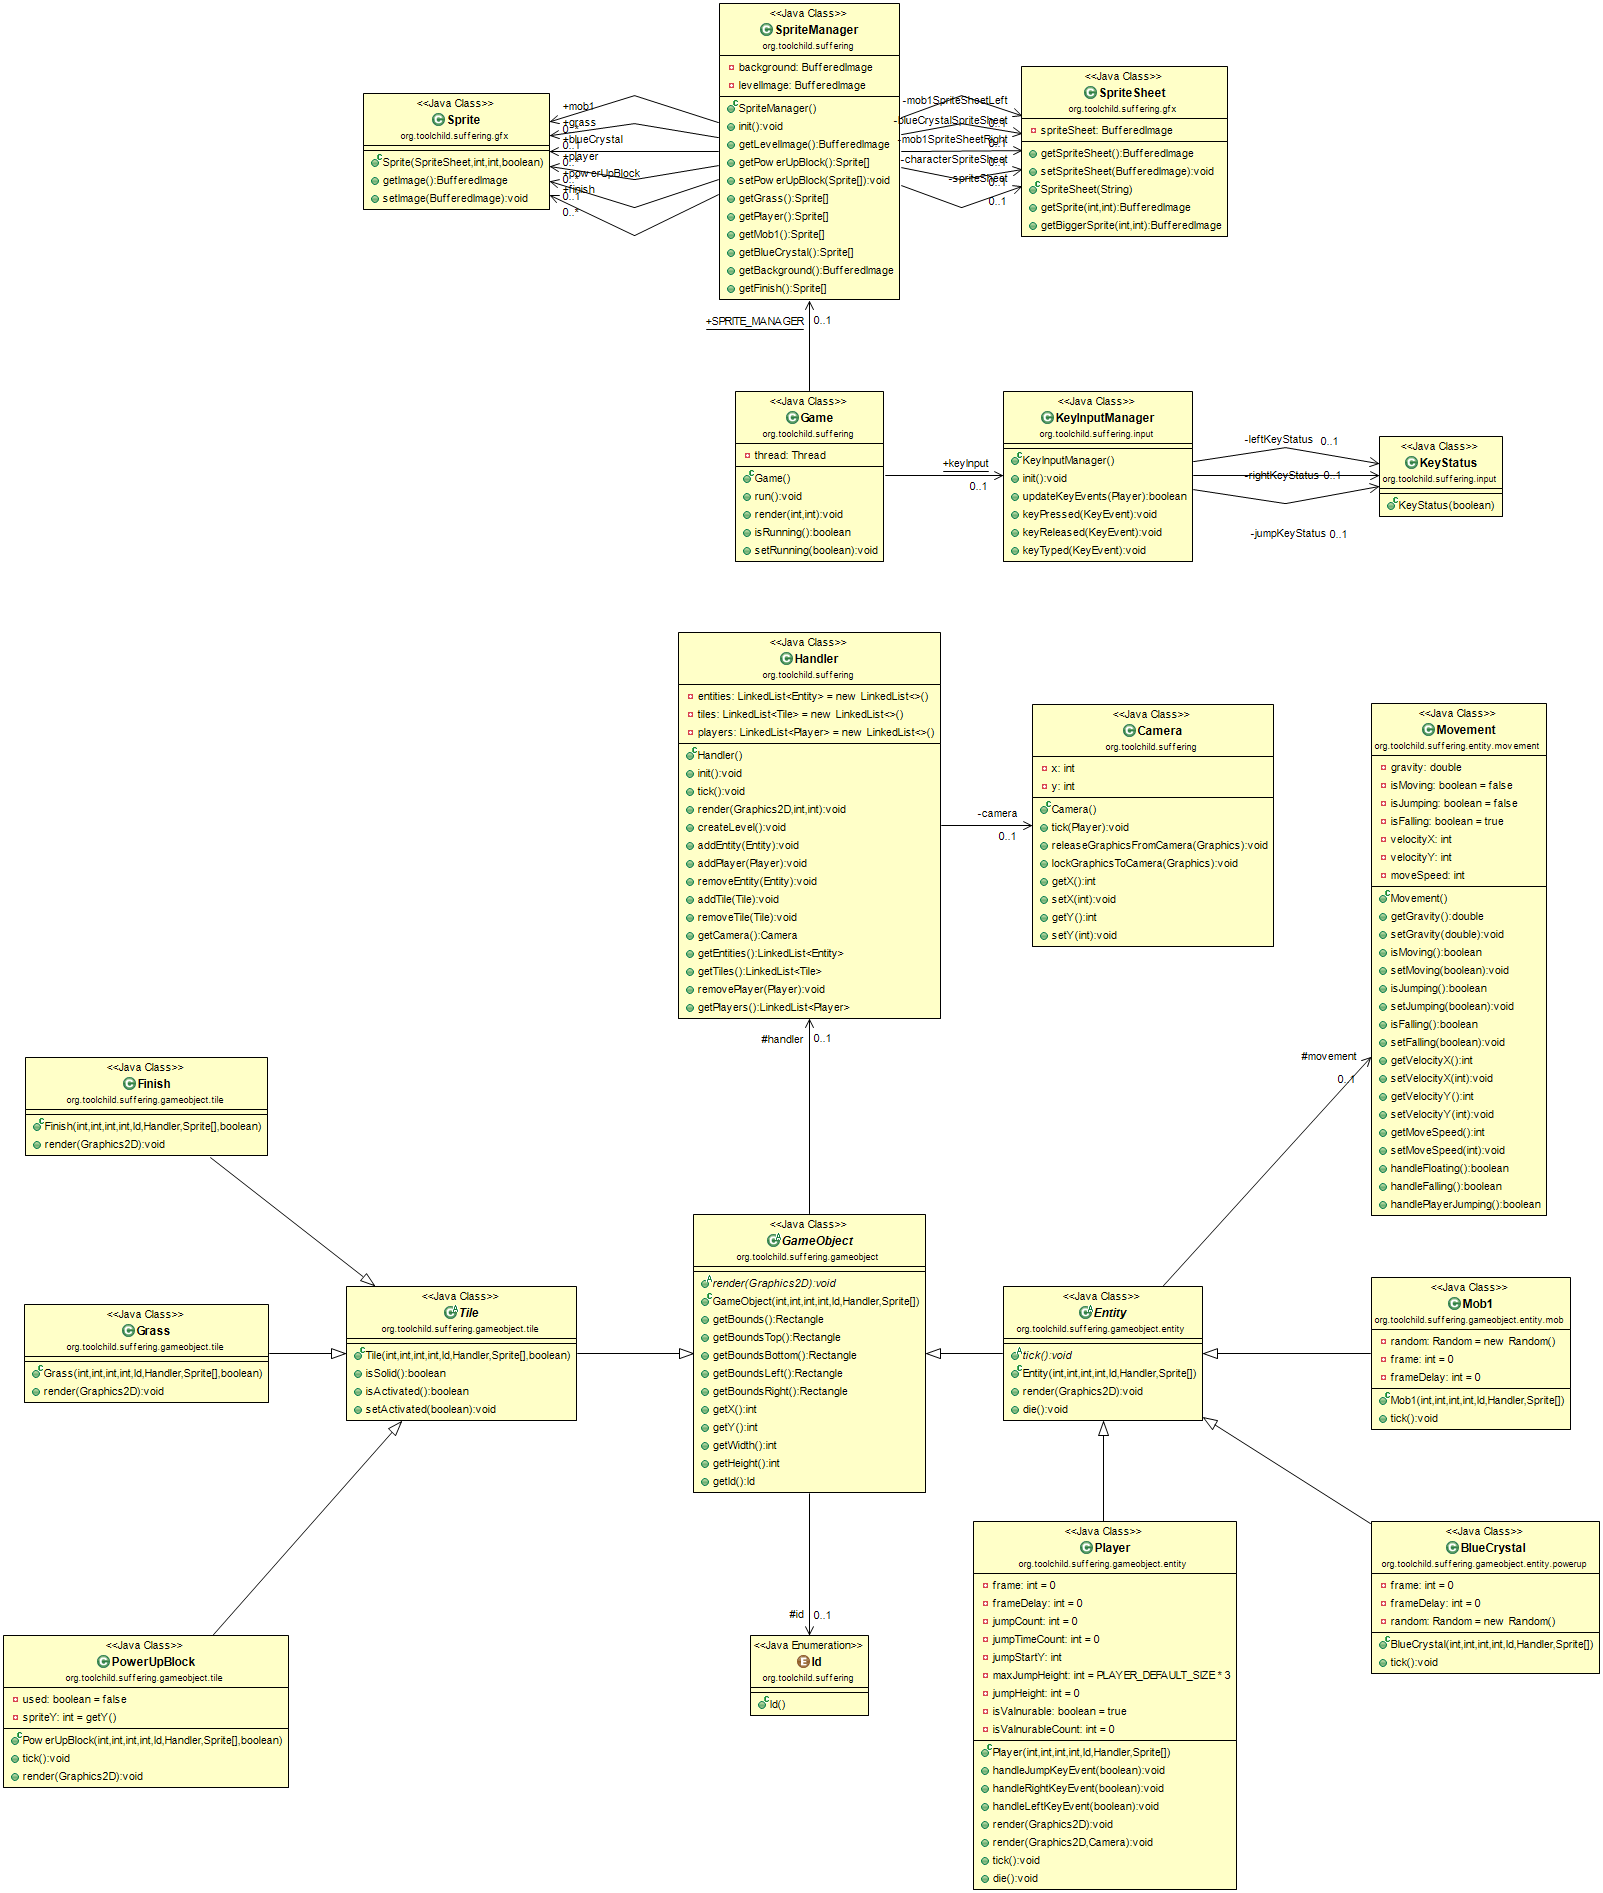 <<Java Class>>
SpriteManager
org.toolchild.suffering
background: BufferedImage
levelImage: BufferedImage
SpriteManager()
init():void
getLevelImage():BufferedImage
getPowerUpBlock():Sprite[]
setPowerUpBlock(Sprite[]):void
getGrass():Sprite[]
getPlayer():Sprite[]
getMob1():Sprite[]
getBlueCrystal():Sprite[]
getBackground():BufferedImage
getFinish():Sprite[]
<<Java Class>>
Sprite
org.toolchild.suffering.gfx
Sprite(SpriteSheet,int,int,boolean)
getImage():BufferedImage
setImage(BufferedImage):void
+mob1
+grass
0..*
+blueCrystal
0..1
+player
0..*
+powerUpBlock
0..*
+finish
0..1
0..*
<<Java Class>>
SpriteSheet
org.toolchild.suffering.gfx
spriteSheet: BufferedImage
getSpriteSheet():BufferedImage
setSpriteSheet(BufferedImage):void
SpriteSheet(String)
getSprite(int,int):BufferedImage
getBiggerSprite(int,int):BufferedImage
-mob1SpriteSheetLeft
-blueCrystalSpriteSheet
0..1
-mob1SpriteSheetRight
0..1
-characterSpriteSheet
0..1
-spriteSheet
0..1
0..1
+SPRITE_MANAGER
0..1
<<Java Class>>
Game
org.toolchild.suffering
thread: Thread
Game()
run():void
render(int,int):void
isRunning():boolean
setRunning(boolean):void
+keyInput
0..1
<<Java Class>>
KeyInputManager
org.toolchild.suffering.input
KeyInputManager()
init():void
updateKeyEvents(Player):boolean
keyPressed(KeyEvent):void
keyReleased(KeyEvent):void
keyTyped(KeyEvent):void
-leftKeyStatus 0..1
-rightKeyStatus 0..1
-jumpKeyStatus 0..1
<<Java Class>>
KeyStatus
org.toolchild.suffering.input
KeyStatus(boolean)
<<Java Class>>
Handler
org.toolchild.suffering
entities: LinkedList<Entity> = new LinkedList<>()
tiles: LinkedList<Tile> = new LinkedList<>()
players: LinkedList<Player> = new LinkedList<>()
Handler()
init():void
tick():void
render(Graphics2D,int,int):void
createLevel():void
addEntity(Entity):void
addPlayer(Player):void
removeEntity(Entity):void
addTile(Tile):void
removeTile(Tile):void
getCamera():Camera
getEntities():LinkedList<Entity>
getTiles():LinkedList<Tile>
removePlayer(Player):void
getPlayers():LinkedList<Player>
-camera
0..1
<<Java Class>>
Camera
org.toolchild.suffering
x: int
y: int
Camera()
tick(Player):void
releaseGraphicsFromCamera(Graphics):void
lockGraphicsToCamera(Graphics):void
getX():int
setX(int):void
getY():int
setY(int):void
<<Java Class>>
Movement
org.toolchild.suffering.entity.movement
gravity: double
isMoving: boolean = false
isJumping: boolean = false
isFalling: boolean = true
velocityX: int
velocityY: int
moveSpeed: int
Movement()
getGravity():double
setGravity(double):void
isMoving():boolean
setMoving(boolean):void
isJumping():boolean
setJumping(boolean):void
isFalling():boolean
setFalling(boolean):void
getVelocityX():int
setVelocityX(int):void
getVelocityY():int
setVelocityY(int):void
getMoveSpeed():int
setMoveSpeed(int):void
handleFloating():boolean
handleFalling():boolean
handlePlayerJumping():boolean
#handler
0..1
#movement
0..1
<<Java Class>>
Finish
org.toolchild.suffering.gameobject.tile
Finish(int,int,int,int,Id,Handler,Sprite[],boolean)
render(Graphics2D):void
<<Java Class>>
Grass
org.toolchild.suffering.gameobject.tile
Grass(int,int,int,int,Id,Handler,Sprite[],boolean)
render(Graphics2D):void
<<Java Class>>
Tile
org.toolchild.suffering.gameobject.tile
Tile(int,int,int,int,Id,Handler,Sprite[],boolean)
isSolid():boolean
isActivated():boolean
setActivated(boolean):void
<<Java Class>>
GameObject
org.toolchild.suffering.gameobject
render(Graphics2D):void
GameObject(int,int,int,int,Id,Handler,Sprite[])
getBounds():Rectangle
getBoundsTop():Rectangle
getBoundsBottom():Rectangle
getBoundsLeft():Rectangle
getBoundsRight():Rectangle
getX():int
getY():int
getWidth():int
getHeight():int
getId():Id
<<Java Class>>
Entity
org.toolchild.suffering.gameobject.entity
tick():void
Entity(int,int,int,int,Id,Handler,Sprite[])
render(Graphics2D):void
die():void
<<Java Class>>
Mob1
org.toolchild.suffering.gameobject.entity.mob
random: Random = new Random()
frame: int = 0
frameDelay: int = 0
Mob1(int,int,int,int,Id,Handler,Sprite[])
tick():void
<<Java Class>>
PowerUpBlock
org.toolchild.suffering.gameobject.tile
used: boolean = false
spriteY: int = getY()
PowerUpBlock(int,int,int,int,Id,Handler,Sprite[],boolean)
tick():void
render(Graphics2D):void
#id
0..1
<<Java Enumeration>>
Id
org.toolchild.suffering
Id()
<<Java Class>>
Player
org.toolchild.suffering.gameobject.entity
frame: int = 0
frameDelay: int = 0
jumpCount: int = 0
jumpTimeCount: int = 0
jumpStartY: int
maxJumpHeight: int = PLAYER_DEFAULT_SIZE * 3
jumpHeight: int = 0
isValnurable: boolean = true
isValnurableCount: int = 0
Player(int,int,int,int,Id,Handler,Sprite[])
handleJumpKeyEvent(boolean):void
handleRightKeyEvent(boolean):void
handleLeftKeyEvent(boolean):void
render(Graphics2D):void
render(Graphics2D,Camera):void
tick():void
die():void
<<Java Class>>
BlueCrystal
org.toolchild.suffering.gameobject.entity.powerup
frame: int = 0
frameDelay: int = 0
random: Random = new Random()
BlueCrystal(int,int,int,int,Id,Handler,Sprite[])
tick():void